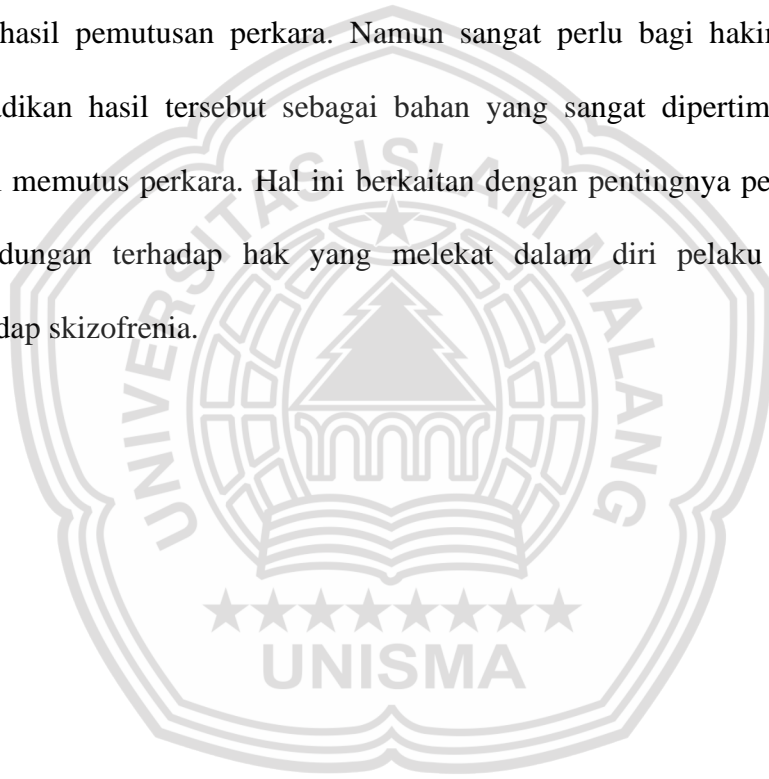 hasil pemutusan perkara. Namun sangat perlu bagi hakim
adikan hasil tersebut sebagai bahan yang sangat dipertim
memutus perkara. Hal ini berkaitan dengan pentingnya pe
dungan terhadap hak yang melekat dalam diri pelaku
dap skizofrenia.
UNIVERSITAS ISLAM MALANG
UNISMA